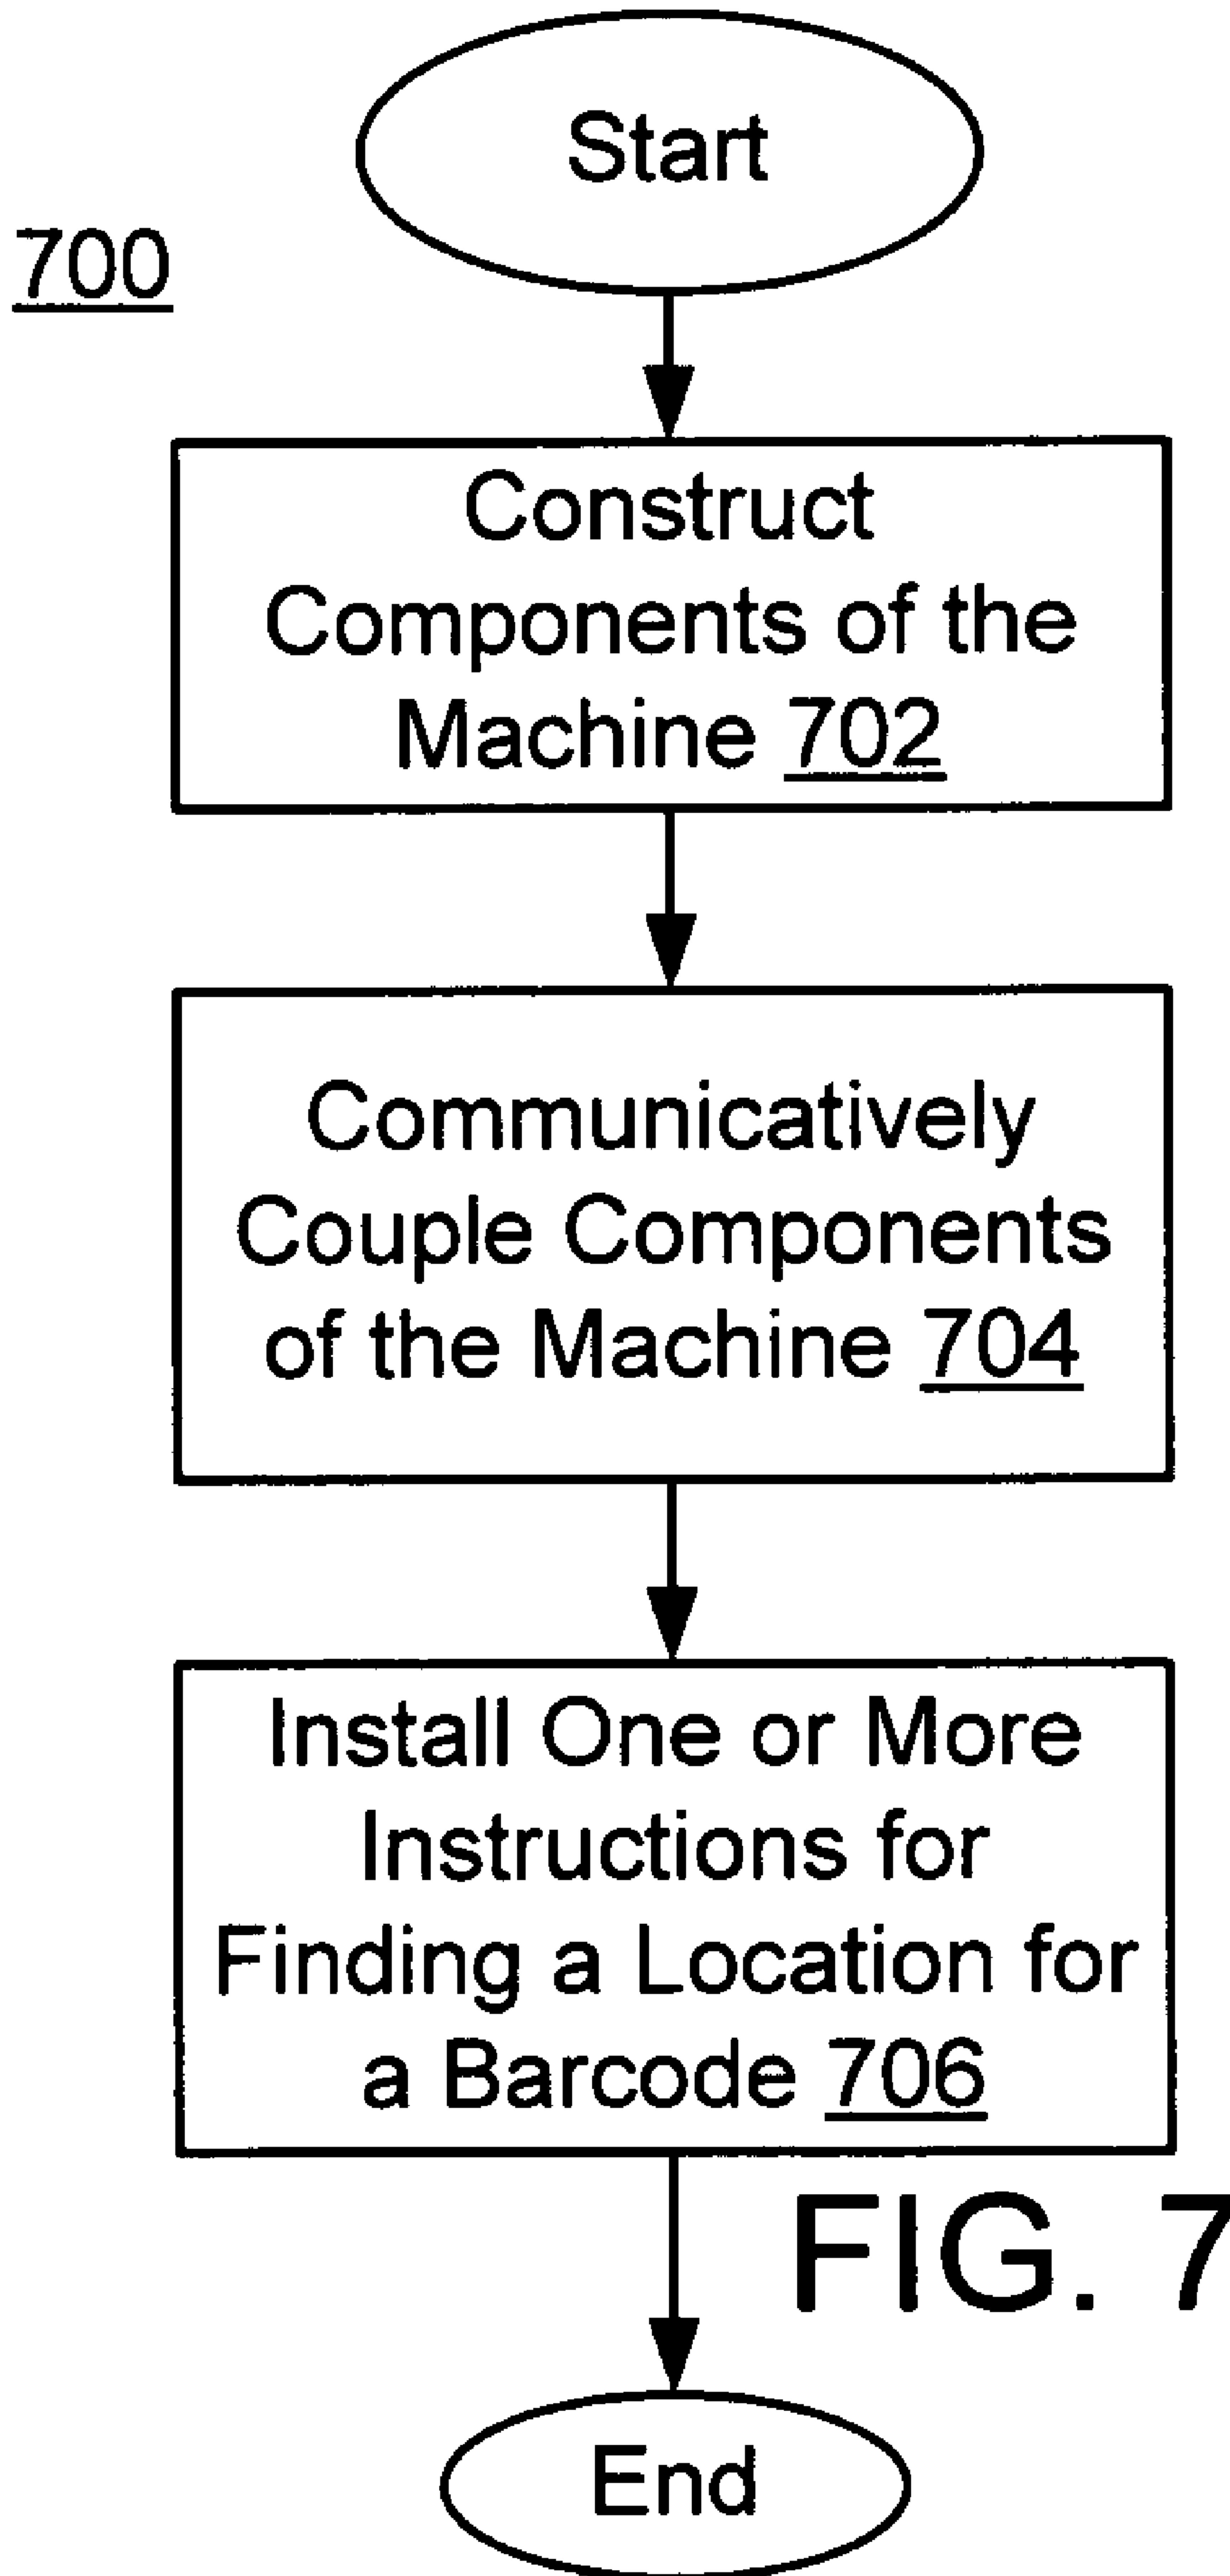 Start
700
Construct
Components of the
Machine 702
Communicatively
Couple Components
of the Machine 704
Install One or More
Instructions for
Finding a Location for
a Barcode 706
FIG. 7
End